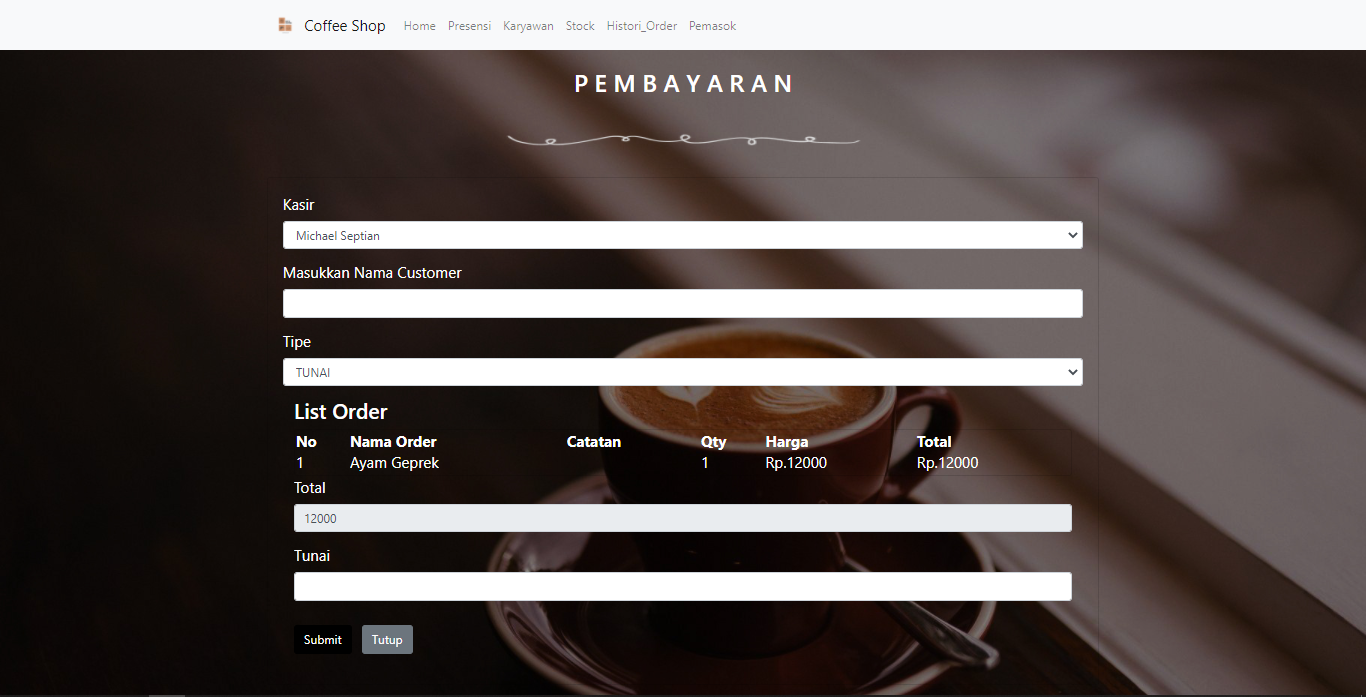 Coffee Shop Home Presensi Karyawan Stock Histori_Order Pemasok
PEMBAYARAN
Kasir
Michael Septian
Masukkan Nama Customer
Tipe
TUNAI
List Order
No Nama Order Catatan Qty Harga Total
1 Ayam Geprek 1 Rp.12000 Rp.12000
Total
12000
Tunai
Submit Tutup